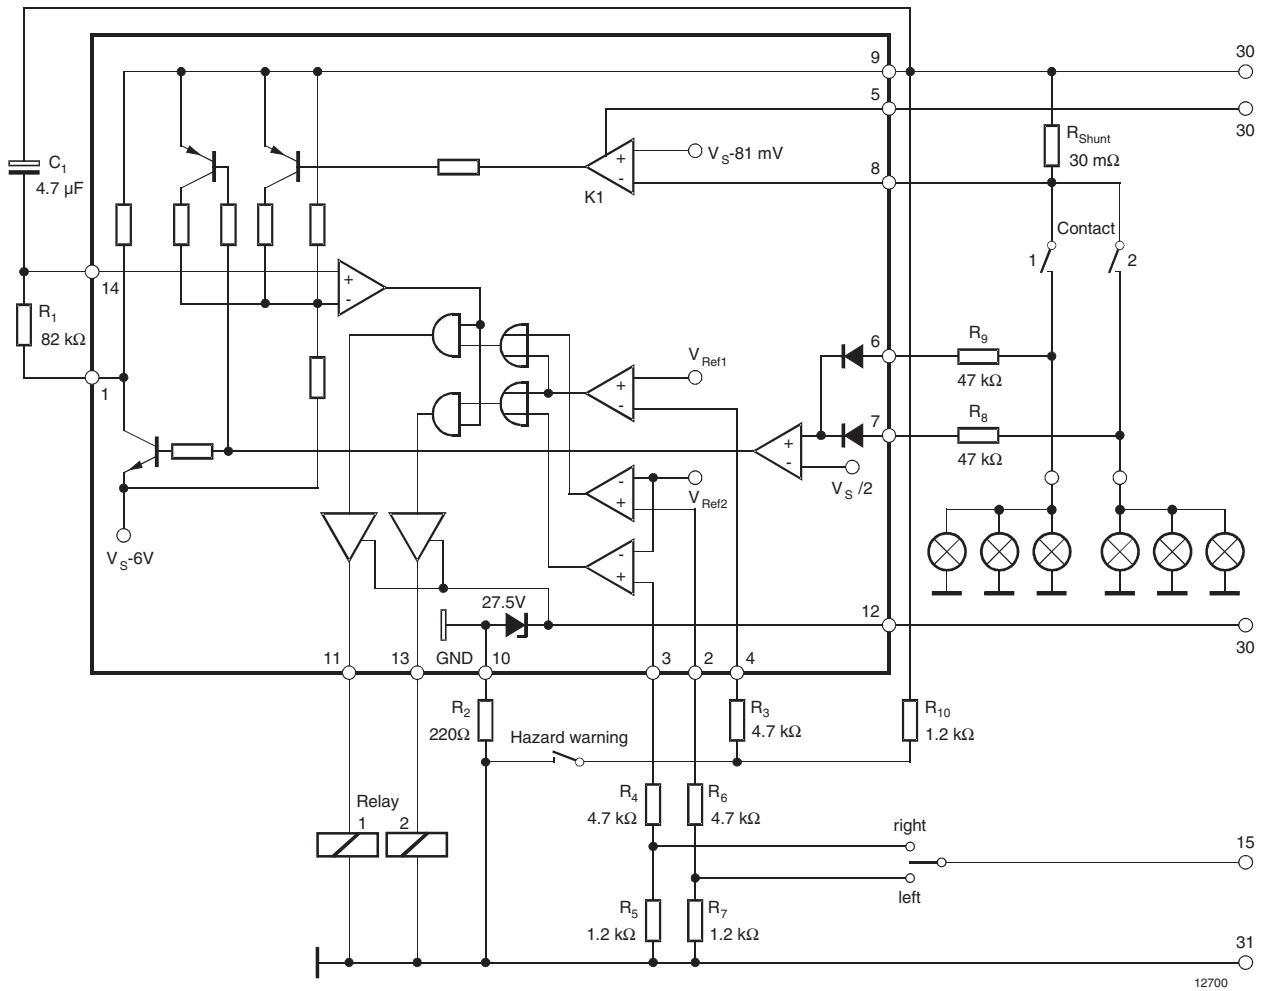 9
30
5
30
C1
4.7 µF
RShunt
30 mΩ
VS-81 mV
+
-
K1
8
Contact
1
2
14
+
-
R1
82 kΩ
1
VRef1
+
-
6
R9
47 kΩ
7
R8
47 kΩ
+
-
VS /2
-
+
VRef2
VS-6V
-
+
27.5V
12
30
11
13
GND
10
3
2
4
R2
220Ω
R3
4.7 kΩ
R10
1.2 kΩ
Hazard warning
R4
4.7 kΩ
R6
4.7 kΩ
Relay
1
2
right
15
left
R5
1.2 kΩ
R7
1.2 kΩ
31
12700